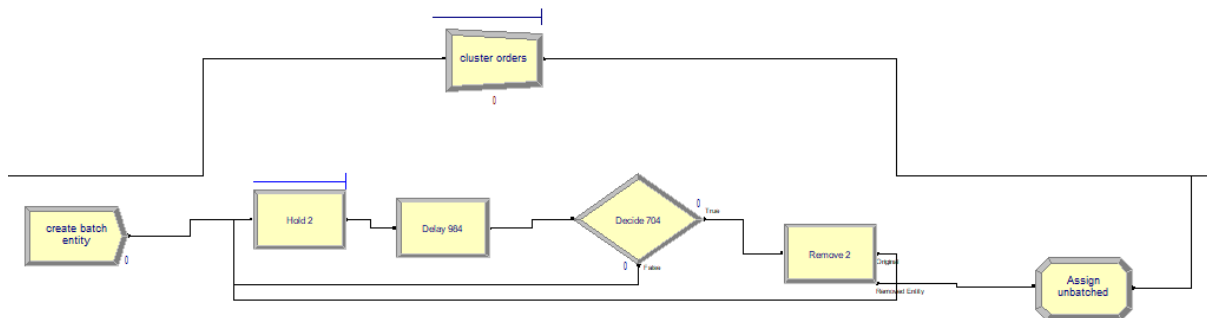 cluster orders
0
create batch
entity
0
Hold 2
Delay 984
Decide 704
0
True
0
False
Remove 2
Original
Removed Entity
Assign
unbatched